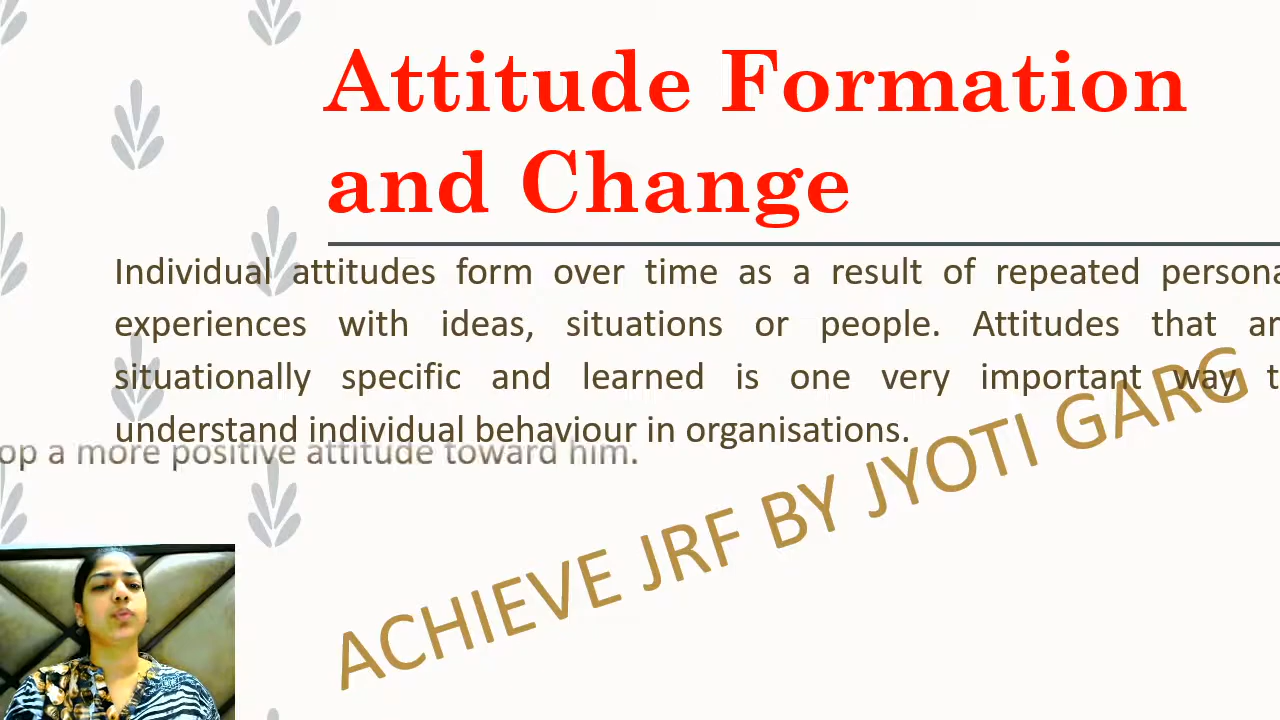 Attitude Formation
and Change
Individual attitudes form over time as a result of repeated persona
experiences with ideas, situations or people. Attitudes that ar
situationally specific and learned is one very important way t
understand individual behaviour in organisations.
op a more positive attitude toward him.
ACHIEVE JRF BY JYOTI GARG